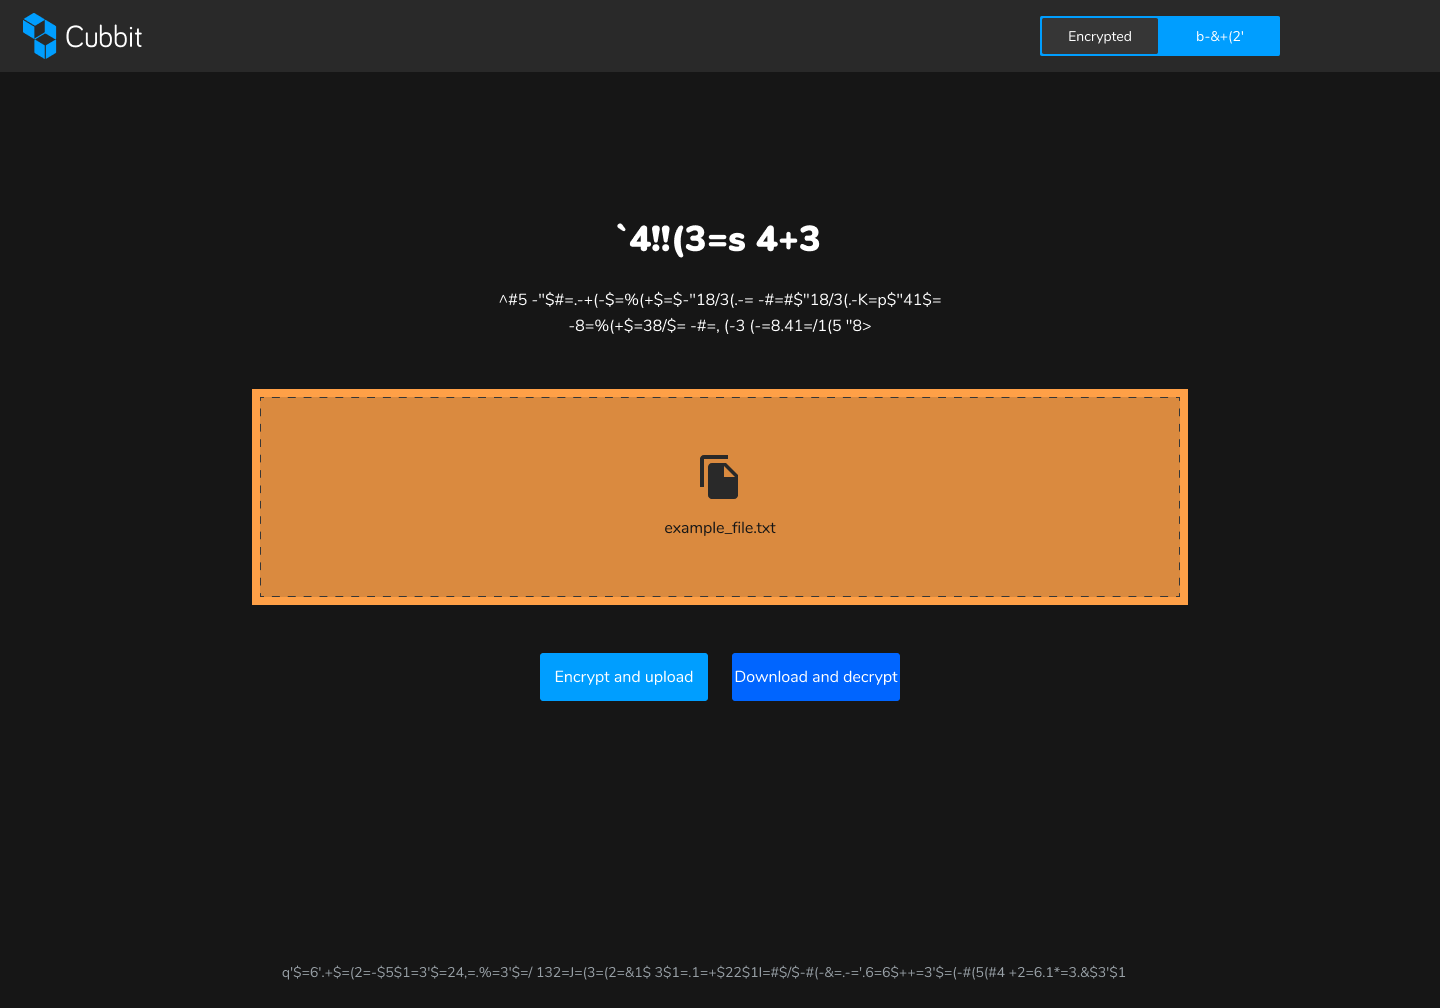 Cubbit
Encrypted
b-&+(2'
`4!!(3=s 4+3
^#5 -"$#=.-+(-$=%(+$=$-"18/3(.-= -#=#$"18/3(.-K=p$"41$=
-8=%(+$=38/$= -#=, (-3 (-=8.41=/1(5 "8>
example_file.txt
Encrypt and upload
Download and decrypt
q'$=6'.+$=(2=-$5$1=3'$=24,=.%=3'$=/ 132=J=(3=(2=&1$ 3$1=.1=+$22$1I=#$/$-#(-&=.-='.6=6$++=3'$=(-#(5(#4 +2=6.1*=3.&$3'$1